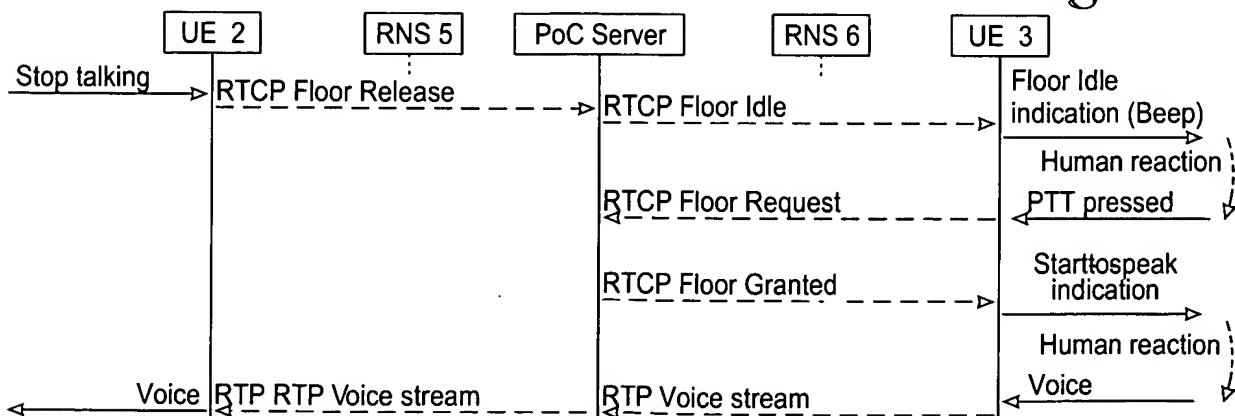 UE 2 RNS 5 PoC Server RNS 6 UE 3
Stop talking
RTCP Floor Release
RTCP Floor Idle
Floor Idle
indication (Beep)
Human reaction
RTCP Floor Request
PTT pressed
RTCP Floor Granted
Starttospeak
indication
Human reaction
Voice RTP RTP Voice stream RTP Voice stream Voice